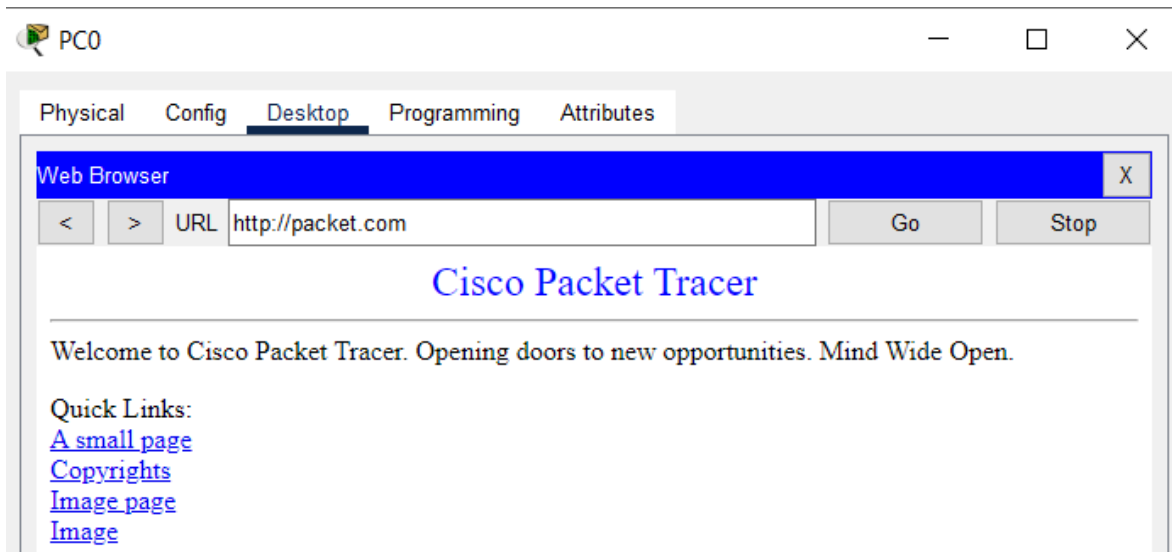 PC0
Physical Config Desktop Programming Attributes
Web Browser X
< > URL http://packet.com Go Stop
Cisco Packet Tracer
Welcome to Cisco Packet Tracer. Opening doors to new opportunities. Mind Wide Open.
Quick Links:
A small page
Copyrights
Image page
Image